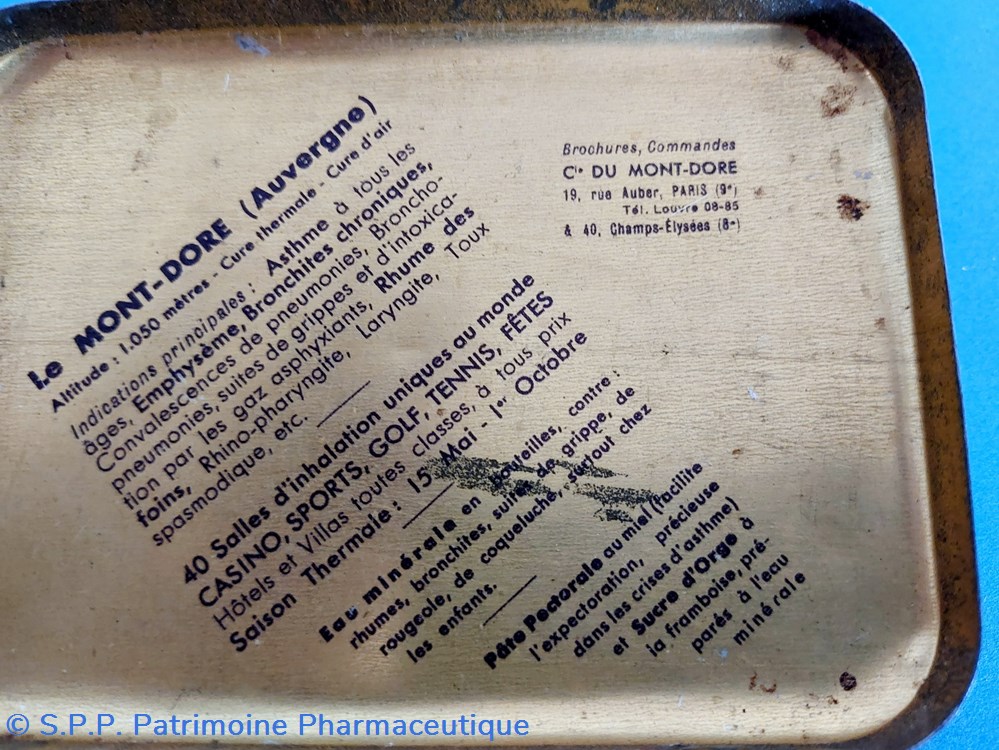 Le MONT-DORE (Auvergne)
Altitude : 1.050 mètres - Cure thermale - Cure d'air
Indications principales : Asthme à tous les
âges, Emphysème, Bronchites chroniques,
Convalescences de pneumonies, Broncho-
pneumonies, suites de grippes et d'intoxica-
tion par les gaz asphyxiants, Rhume des
foins, Rhino-pharyngite, Laryngite, Toux
spasmodique, etc.
40 Salles d'inhalation uniques au monde
CASINO, SPORTS, GOLF, TENNIS, FÊTES
Hôtels et Villas toutes classes, à tous prix
Saison Thermale : 15 Mai - 1er Octobre
Eau minérale en bouteilles, contre :
rhumes, bronchites, suites de grippe, de
rougeole, de coqueluche, surtout chez
les enfants.
Pâte Pectorale au miel (facilite
l'expectoration, précieuse
dans les crises d'asthme)
et Sucre d'Orge à
la framboise, pré-
parés à l'eau
minérale
Brochures, Commandes
Cie DU MONT-DORE
19, rue Auber, PARIS (9e)
Tél. Louvre 08-85
& 40, Champs-Élysées (8e)
© S.P.P. Patrimoine Pharmaceutique